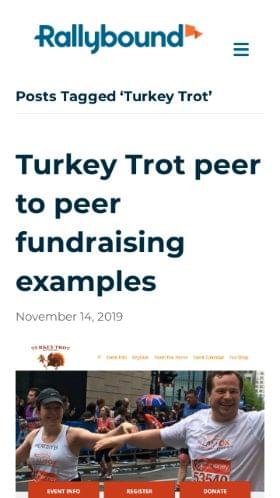 Rallybound
Posts Tagged ‘Turkey Trot’
Turkey Trot peer
to peer
fundraising
examples
November 14, 2019
TURKEY TROT
EVENT INFO
REGISTER
DONATE